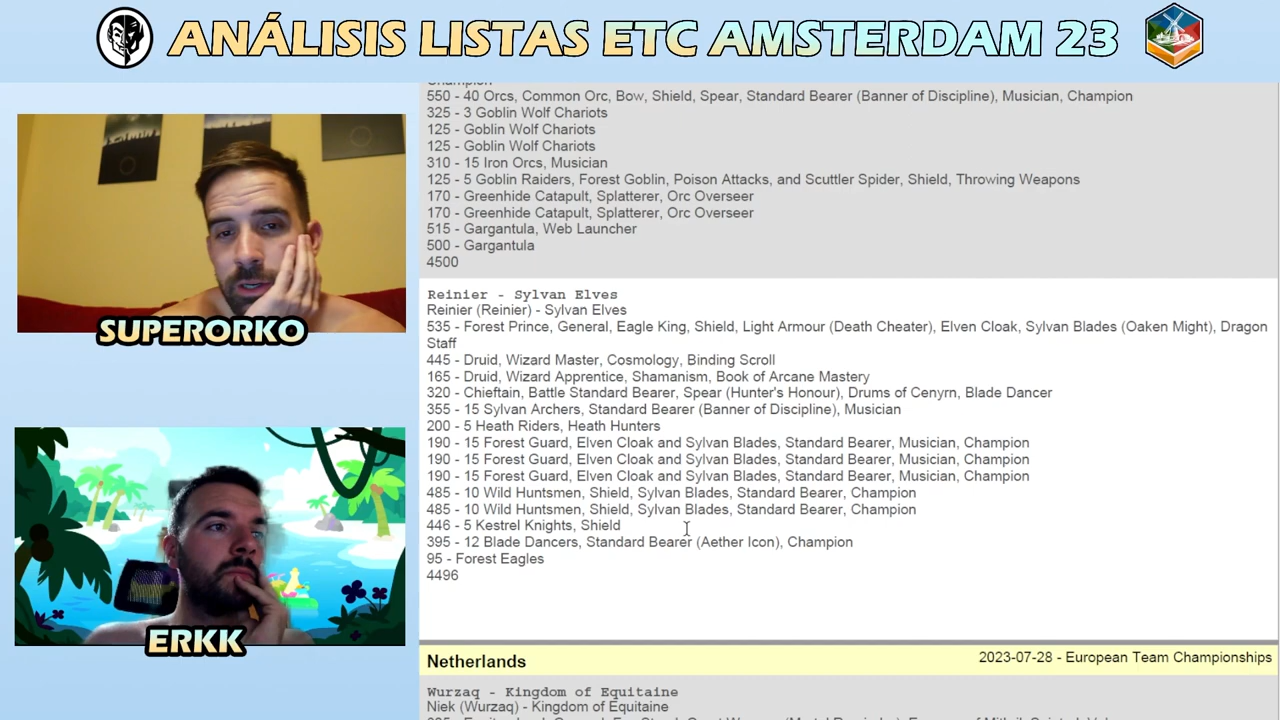 ANÁLISIS LISTAS ETC AMSTERDAM 23
Champion
550 - 40 Orcs, Common Orc, Bow, Shield, Spear, Standard Bearer (Banner of Discipline), Musician, Champion
325 - 3 Goblin Wolf Chariots
125 - Goblin Wolf Chariots
125 - Goblin Wolf Chariots
310 - 15 Iron Orcs, Musician
125 - 5 Goblin Raiders, Forest Goblin, Poison Attacks, and Scuttler Spider, Shield, Throwing Weapons
170 - Greenhide Catapult, Splatterer, Orc Overseer
170 - Greenhide Catapult, Splatterer, Orc Overseer
515 - Gargantula, Web Launcher
500 - Gargantula
4500
Reinier - Sylvan Elves
Reinier (Reinier) - Sylvan Elves
535 - Forest Prince, General, Eagle King, Shield, Light Armour (Death Cheater), Elven Cloak, Sylvan Blades (Oaken Might), Dragon
Staff
445 - Druid, Wizard Master, Cosmology, Binding Scroll
165 - Druid, Wizard Apprentice, Shamanism, Book of Arcane Mastery
320 - Chieftain, Battle Standard Bearer, Spear (Hunter's Honour), Drums of Cenyrn, Blade Dancer
355 - 15 Sylvan Archers, Standard Bearer (Banner of Discipline), Musician
200 - 5 Heath Riders, Heath Hunters
190 - 15 Forest Guard, Elven Cloak and Sylvan Blades, Standard Bearer, Musician, Champion
190 - 15 Forest Guard, Elven Cloak and Sylvan Blades, Standard Bearer, Musician, Champion
190 - 15 Forest Guard, Elven Cloak and Sylvan Blades, Standard Bearer, Musician, Champion
485 - 10 Wild Huntsmen, Shield, Sylvan Blades, Standard Bearer, Champion
485 - 10 Wild Huntsmen, Shield, Sylvan Blades, Standard Bearer, Champion
446 - 5 Kestrel Knights, Shield
395 - 12 Blade Dancers, Standard Bearer (Aether Icon), Champion
95 - Forest Eagles
4496
Netherlands
2023-07-28 - European Team Championships
Wurzaq - Kingdom of Equitaine
Niek (Wurzaq) - Kingdom of Equitaine
SUPERORKO
ERKK